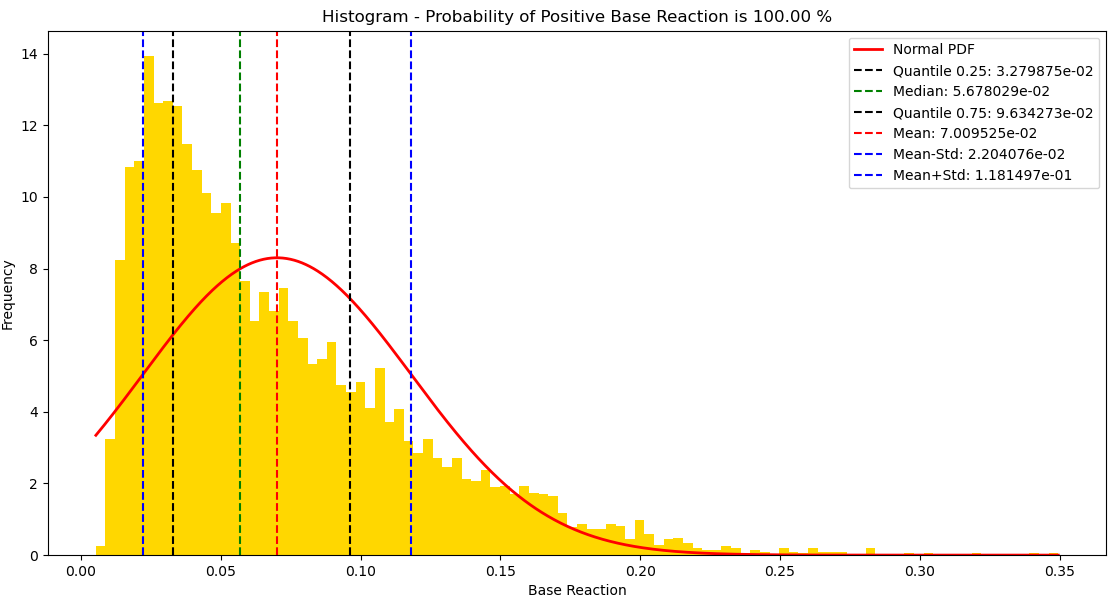 Histogram - Probability of Positive Base Reaction is 100.00 %
Normal PDF
Quantile 0.25: 3.279875e-02
Median: 5.678029e-02
Quantile 0.75: 9.634273e-02
Mean: 7.009525e-02
Mean-Std: 2.204076e-02
Mean+Std: 1.181497e-01
Frequency
14
12
10
8
6
4
2
0
0.00 0.05 0.10 0.15 0.20 0.25 0.30 0.35
Base Reaction